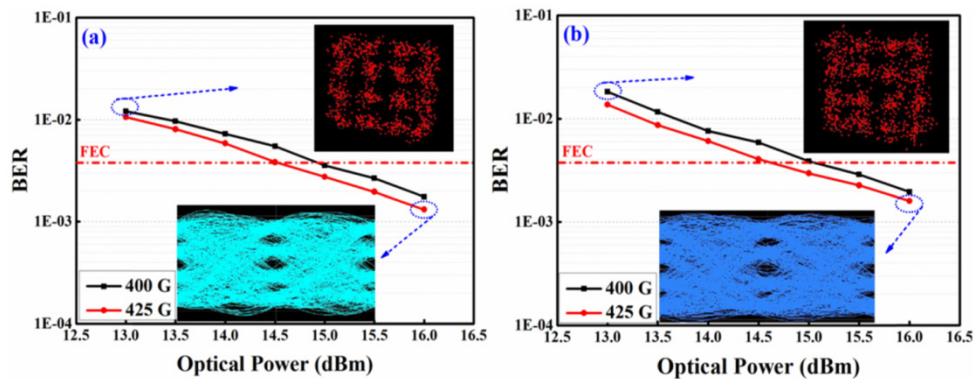 (a)
1E-01
1E-02
1E-03
1E-04
BER
FEC
400 G
425 G
12.5 13.0 13.5 14.0 14.5 15.0 15.5 16.0 16.5
Optical Power (dBm)
(b)
1E-01
1E-02
1E-03
1E-04
BER
FEC
400 G
425 G
12.5 13.0 13.5 14.0 14.5 15.0 15.5 16.0 16.5
Optical Power (dBm)